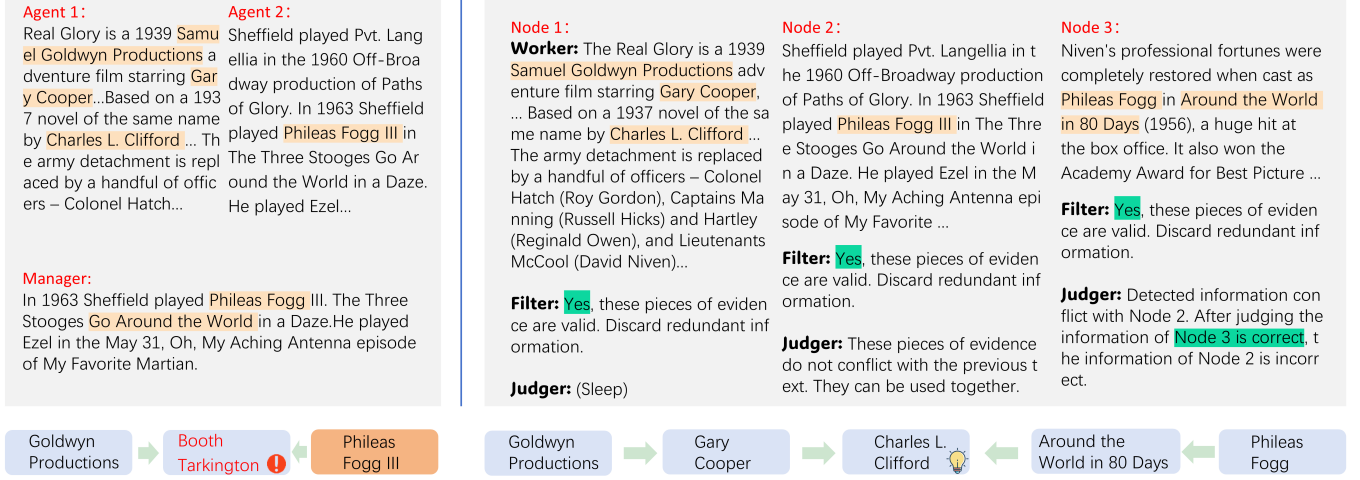 Agent 1:
Real Glory is a 1939 Samu
el Goldwyn Productions a
dventure film starring Gar
y Cooper...Based on a 193
7 novel of the same name
by Charles L. Clifford ... Th
e army detachment is repl
aced by a handful of offic
ers – Colonel Hatch...
Agent 2:
Sheffield played Pvt. Lang
ellia in the 1960 Off-Broa
dway production of Paths
of Glory. In 1963 Sheffield
played Phileas Fogg III in
The Three Stooges Go Ar
ound the World in a Daze.
He played Ezel...
Manager:
In 1963 Sheffield played Phileas Fogg III. The Three
Stooges Go Around the World in a Daze.He played
Ezel in the May 31, Oh, My Aching Antenna episode
of My Favorite Martian.
Goldwyn
Productions
Booth
Tarkington
Phileas
Fogg III
Node 1:
Worker: The Real Glory is a 1939
Samuel Goldwyn Productions adv
enture film starring Gary Cooper,
... Based on a 1937 novel of the sa
me name by Charles L. Clifford ...
The army detachment is replaced
by a handful of officers – Colonel
Hatch (Roy Gordon), Captains Ma
nning (Russell Hicks) and Hartley
(Reginald Owen), and Lieutenants
McCool (David Niven)...
Filter: Yes, these pieces of eviden
ce are valid. Discard redundant inf
ormation.
Judger: (Sleep)
Node 2:
Sheffield played Pvt. Langellia in t
he 1960 Off-Broadway production
of Paths of Glory. In 1963 Sheffield
played Phileas Fogg III in The Thre
e Stooges Go Around the World i
n a Daze. He played Ezel in the M
ay 31, Oh, My Aching Antenna epi
sode of My Favorite ...
Filter: Yes, these pieces of eviden
ce are valid. Discard redundant inf
ormation.
Judger: These pieces of evidence
do not conflict with the previous t
ext. They can be used together.
Node 3:
Niven's professional fortunes were
completely restored when cast as
Phileas Fogg in Around the World
in 80 Days (1956), a huge hit at
the box office. It also won the
Academy Award for Best Picture ...
Filter: Yes, these pieces of eviden
ce are valid. Discard redundant inf
ormation.
Judger: Detected information con
flict with Node 2. After judging the
information of Node 3 is correct, t
he information of Node 2 is incorr
ect.
Goldwyn
Productions
Gary
Cooper
Charles L.
Clifford
Around the
World in 80 Days
Phileas
Fogg